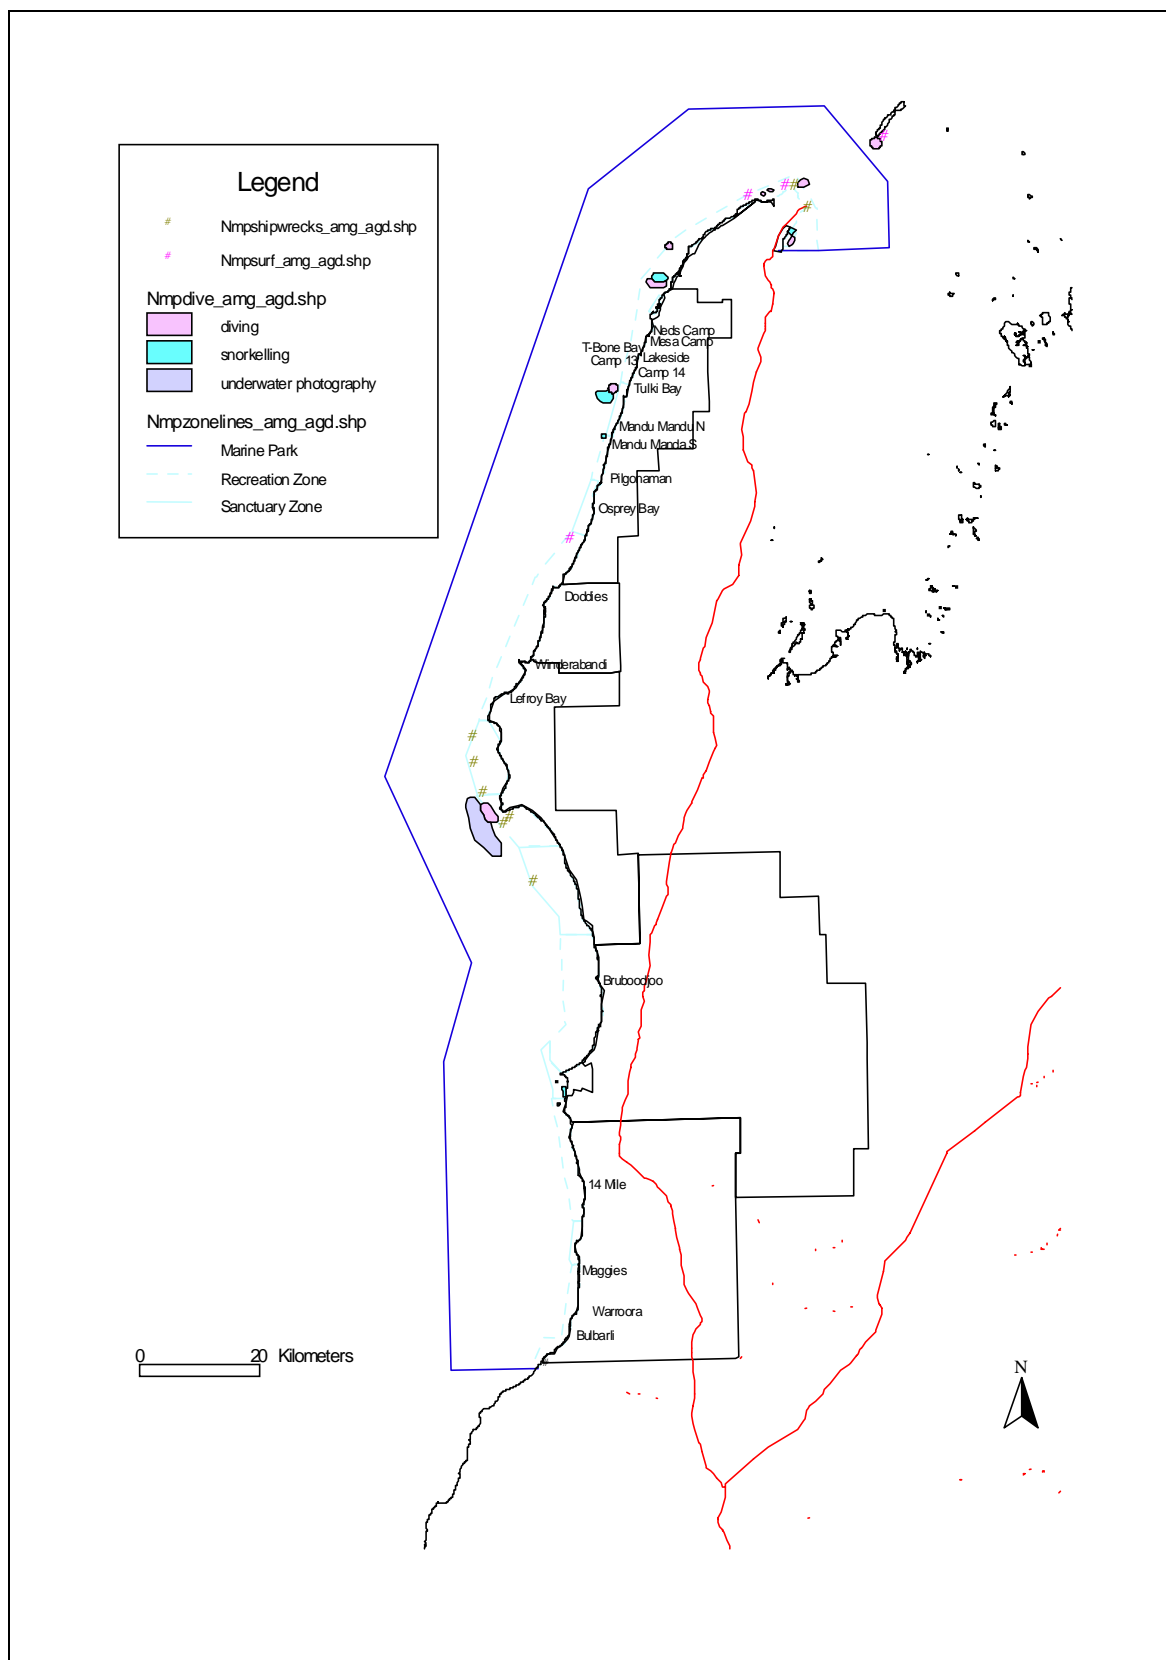 Legend
# Nmpshipwrecks_amg_agd.shp
# Nmpsurf_amg_agd.shp
Nmpdive_amg_agd.shp
diving
snorkelling
underwater photography
Nmpzonelines_amg_agd.shp
Marine Park
Recreation Zone
Sanctuary Zone
Neds Camp
Mesa Camp
T-Bone Bay
Lakeside
Camp 13
Camp 14
Tulki Bay
Mandu Mandu N
Mandu Manda S
Pilgonaman
Osprey Bay
Doddies
Winderabandi
Lefroy Bay
Bruboodjoo
14 Mile
Maggies
Warroora
Bulbarli
0 20 Kilometers
N